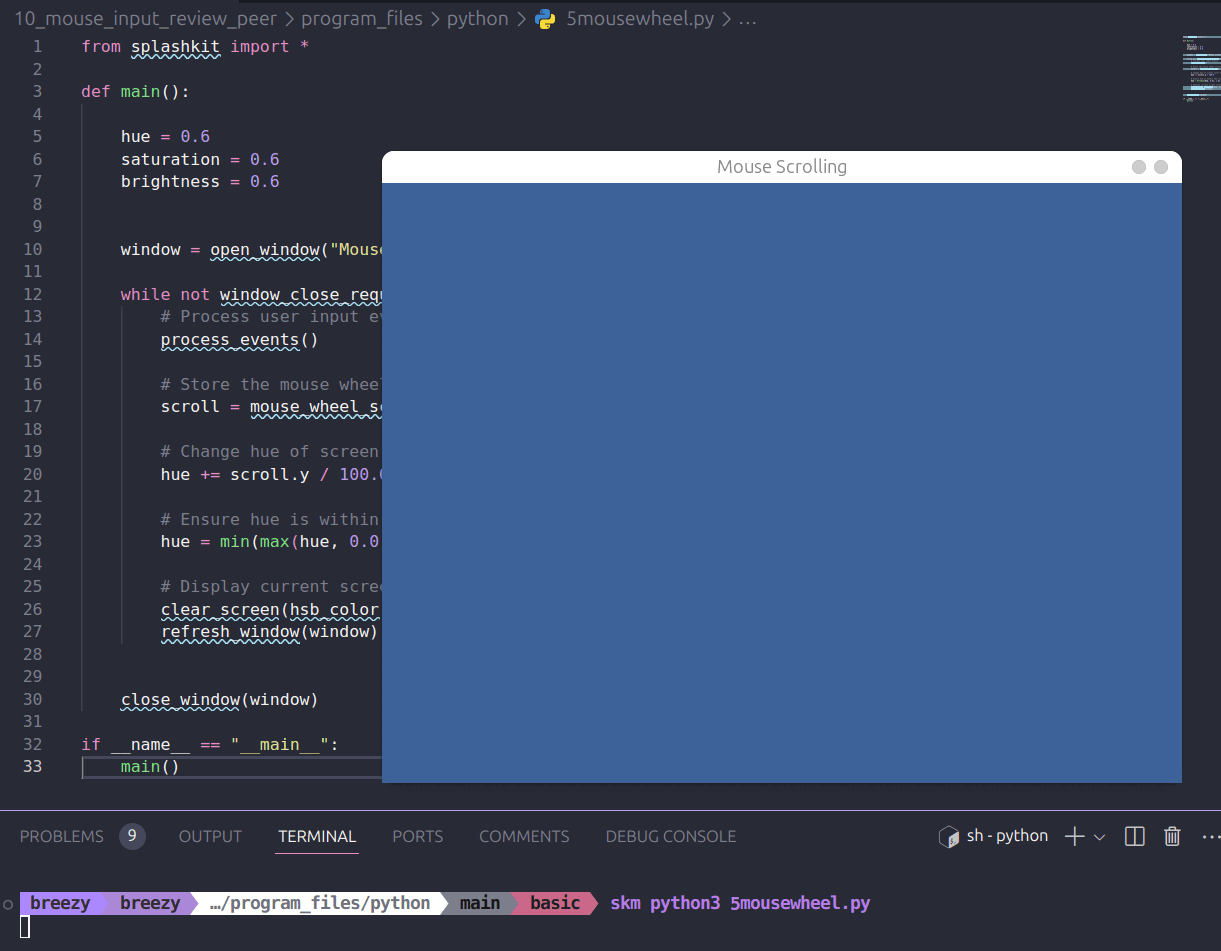 10_mouse_input_review_peer > program_files > python > 5mousewheel.py > ...
1 from splashkit import *
2
3 def main():
4
5 hue = 0.6
6 saturation = 0.6
7 brightness = 0.6
8
9
10 window = open_window("Mouse
11
12 while not window_close_requ
13 # Process user input ev
14 process_events()
15
16 # Store the mouse wheel
17 scroll = mouse_wheel_sc
18
19 # Change hue of screen
20 hue += scroll.y / 100.0
21
22 # Ensure hue is within
23 hue = min(max(hue, 0.0
24
25 # Display current scree
26 clear_screen(hsb_color
27 refresh_window(window)
28
29
30 close_window(window)
31
32 if __name__ == "__main__":
33 main()
Mouse Scrolling
PROBLEMS 9 OUTPUT TERMINAL PORTS COMMENTS DEBUG CONSOLE sh - python
breezy breezy …/program_files/python main basic skm python3 5mousewheel.py